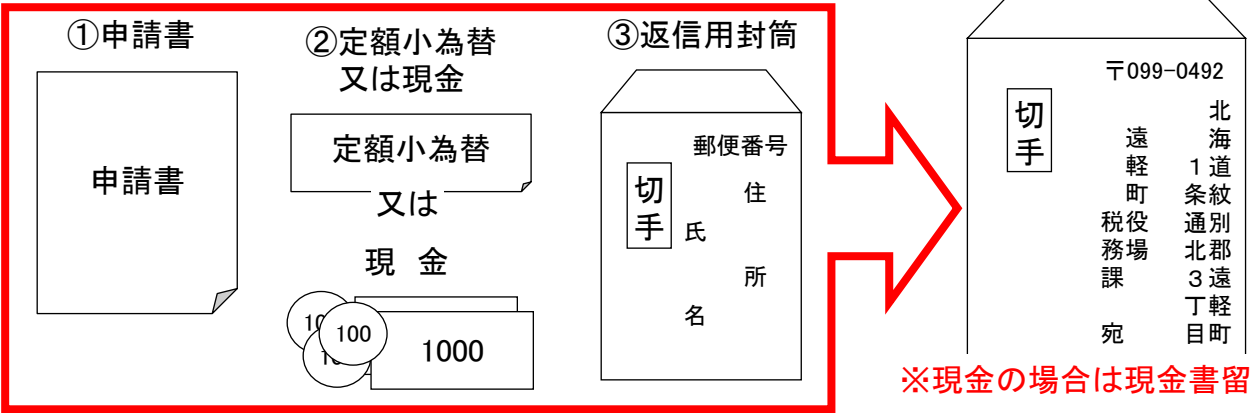 ①申請書
申請書
②定額小為替
又は現金
定額小為替
又は
現 金
100
1000
③返信用封筒
郵便番号
切手
住所
氏名
〒099-0492
切手
北海道紋別郡遠軽町
1条通北3丁目
遠軽町役場
税務課 宛
※現金の場合は現金書留